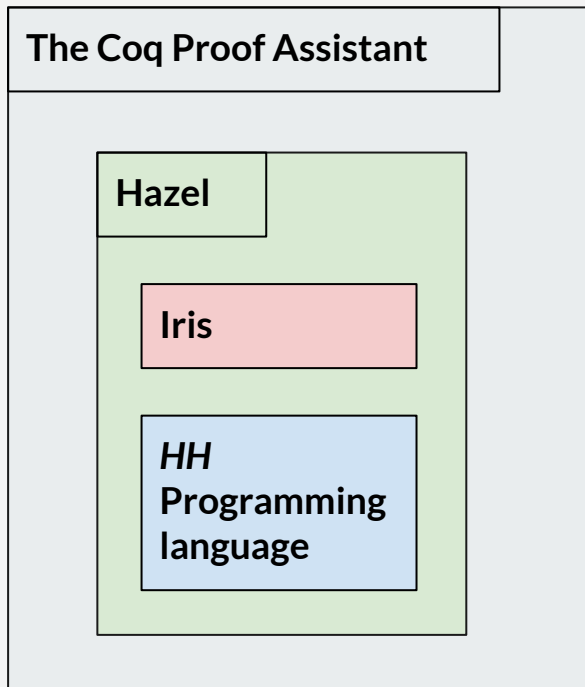 The Coq Proof Assistant
Hazel
Iris
HH
Programming
language